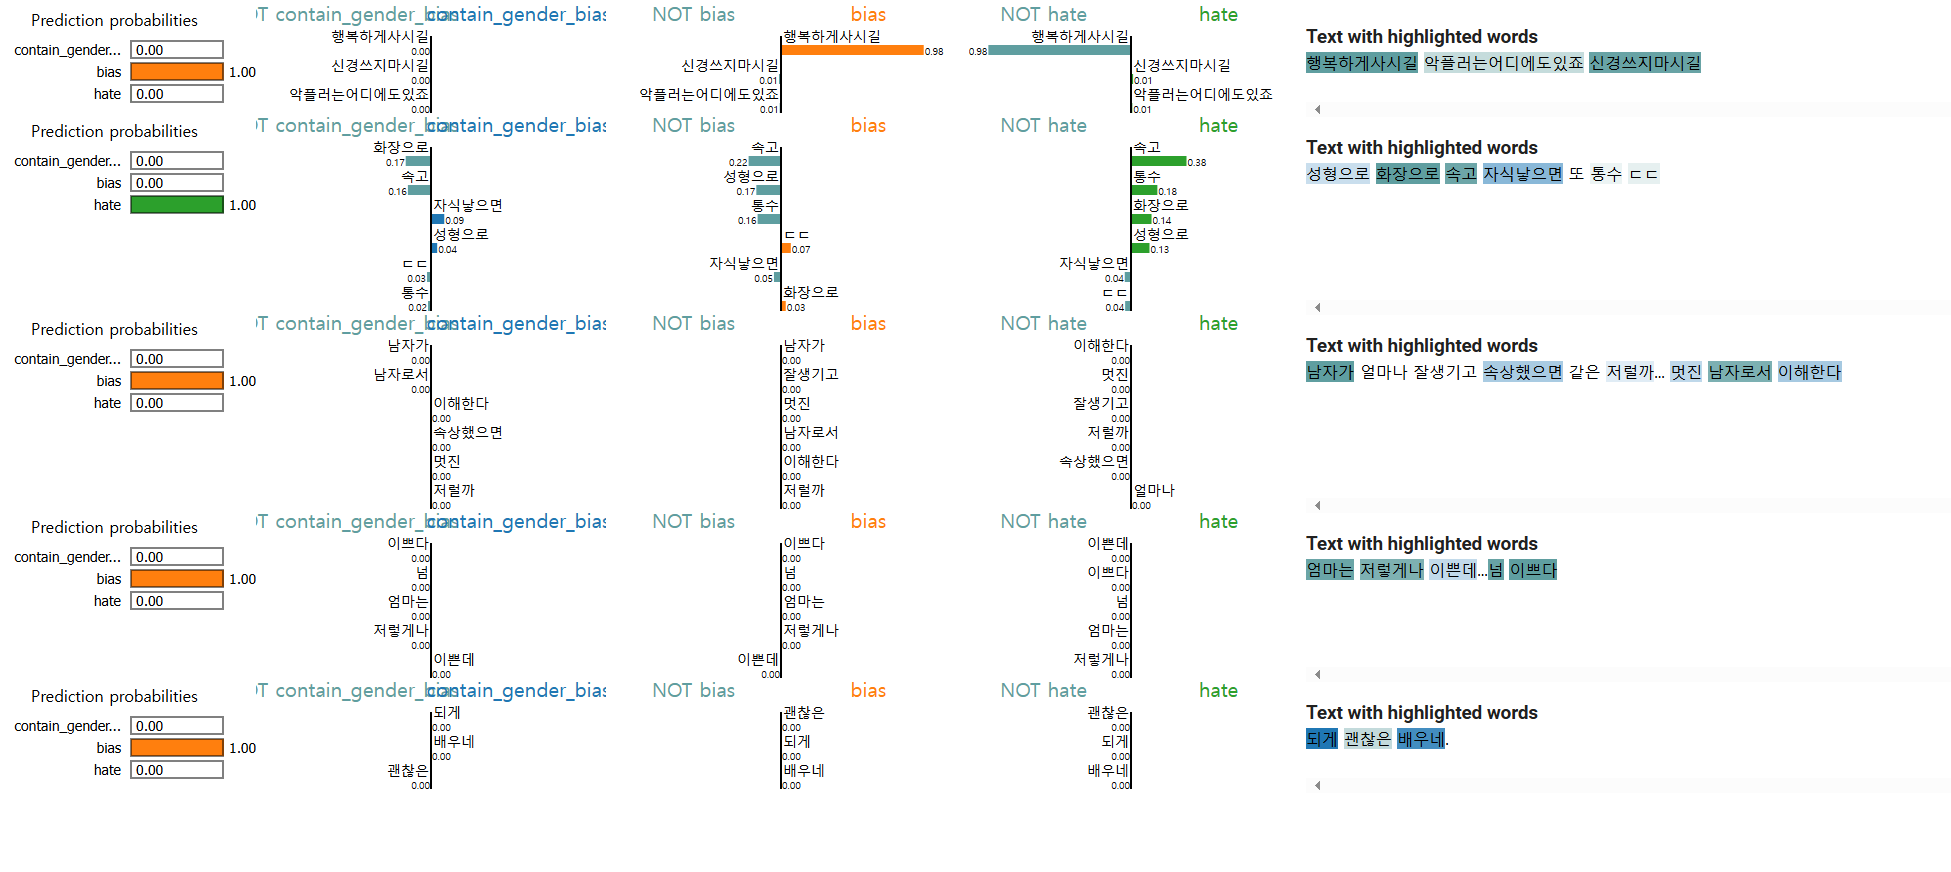 Prediction probabilities
contain_gender... 0.00
bias 1.00
hate 0.00
OT contain_gender_bias contain_gender_bias
행복하게사시길
0.00
신경쓰지마시길
0.00
악플러는어디에도있죠
0.00
NOT bias bias
행복하게사시길
0.98
신경쓰지마시길
0.01
악플러는어디에도있죠
0.01
NOT hate hate
행복하게사시길
0.98
신경쓰지마시길
0.01
악플러는어디에도있죠
0.01
Text with highlighted words
행복하게사시길 악플러는어디에도있죠 신경쓰지마시길
Prediction probabilities
contain_gender... 0.00
bias 0.00
hate 1.00
OT contain_gender_bias contain_gender_bias
화장으로
0.17
속고
0.16
자식낳으면
0.09
성형으로
0.04
ㄷㄷ
0.03
통수
0.02
NOT bias bias
속고
0.22
성형으로
0.17
통수
0.16
ㄷㄷ
0.07
자식낳으면
0.05
화장으로
0.03
NOT hate hate
속고
0.38
통수
0.18
화장으로
0.14
성형으로
0.13
자식낳으면
0.04
ㄷㄷ
0.04
Text with highlighted words
성형으로 화장으로 속고 자식낳으면 또 통수 ㄷㄷ
Prediction probabilities
contain_gender... 0.00
bias 1.00
hate 0.00
OT contain_gender_bias contain_gender_bias
남자가
0.00
남자로서
0.00
이해한다
0.00
속상했으면
0.00
멋진
0.00
저럴까
0.00
NOT bias bias
남자가
0.00
잘생기고
0.00
멋진
0.00
남자로서
0.00
이해한다
0.00
저럴까
0.00
NOT hate hate
이해한다
0.00
멋진
0.00
잘생기고
0.00
저럴까
0.00
속상했으면
0.00
얼마나
0.00
Text with highlighted words
남자가 얼마나 잘생기고 속상했으면 같은 저럴까... 멋진 남자로서 이해한다
Prediction probabilities
contain_gender... 0.00
bias 1.00
hate 0.00
OT contain_gender_bias contain_gender_bias
이쁘다
0.00
넘
0.00
엄마는
0.00
저렇게나
0.00
이쁜데
0.00
NOT bias bias
이쁘다
0.00
넘
0.00
엄마는
0.00
저렇게나
0.00
이쁜데
0.00
NOT hate hate
이쁜데
0.00
이쁘다
0.00
넘
0.00
엄마는
0.00
저렇게나
0.00
Text with highlighted words
엄마는 저렇게나 이쁜데...넘 이쁘다
Prediction probabilities
contain_gender... 0.00
bias 1.00
hate 0.00
OT contain_gender_bias contain_gender_bias
되게
0.00
배우네
0.00
괜찮은
0.00
NOT bias bias
괜찮은
0.00
되게
0.00
배우네
0.00
NOT hate hate
괜찮은
0.00
되게
0.00
배우네
0.00
Text with highlighted words
되게 괜찮은 배우네.